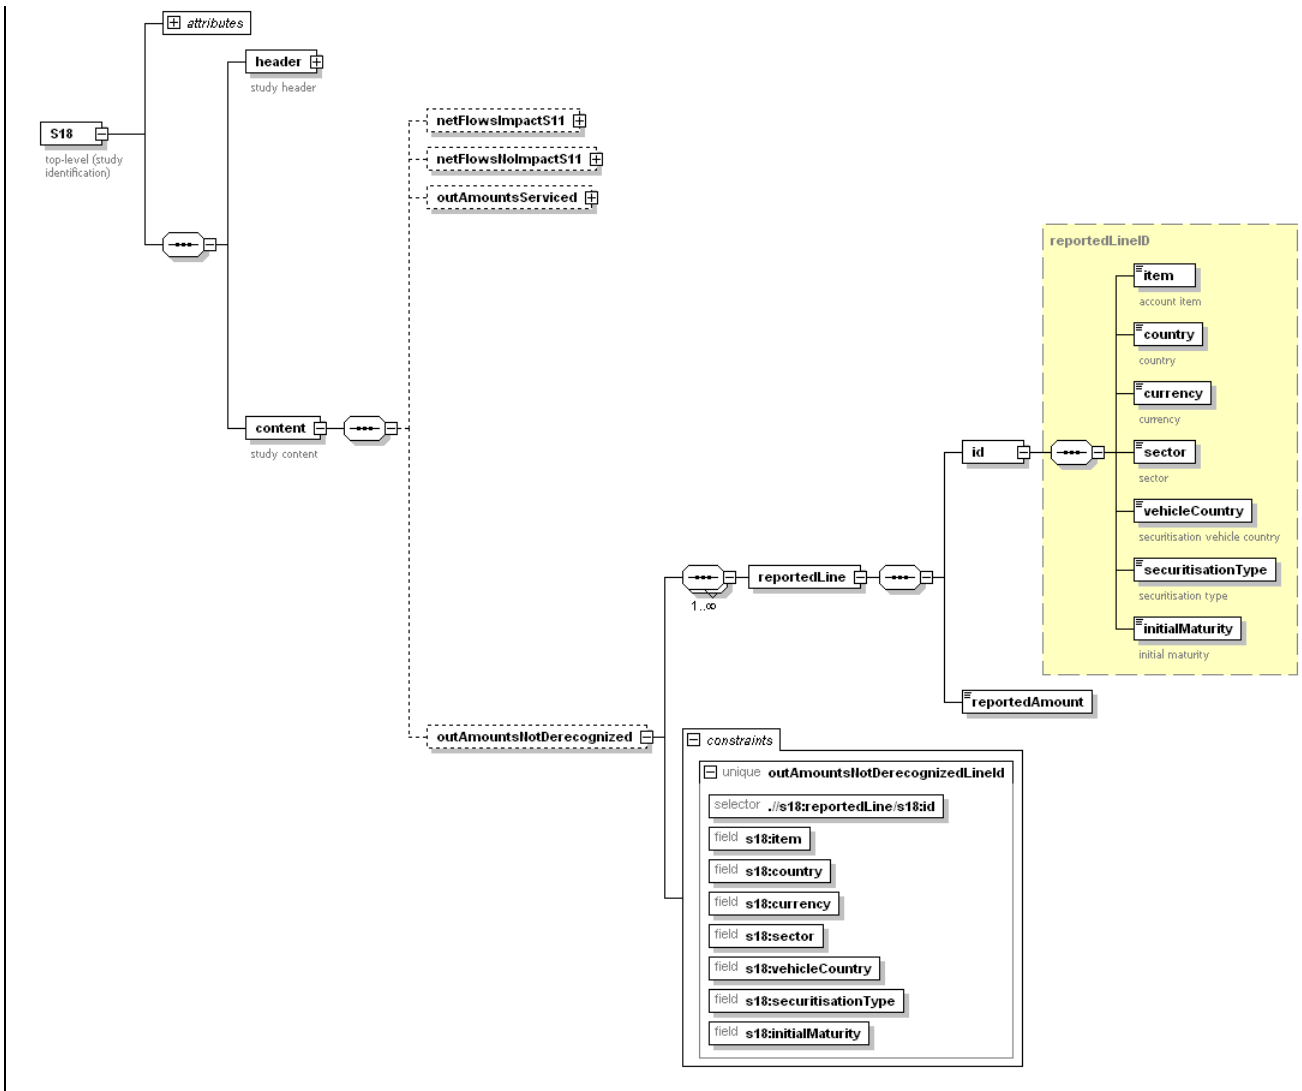 attributes
header
study header
S18
top-level (study
identification)
netFlowsImpactS11
netFlowsNoImpactS11
outAmountsServiced
content
study content
reportedLineID
item
account item
country
country
currency
currency
id
sector
sector
vehicleCountry
securitisation vehicle country
securitisationType
securitisation type
initialMaturity
initial maturity
reportedLine
1..∞
reportedAmount
outAmountsNotDerecognized
constraints
unique outAmountsNotDerecognizedLineId
selector .//s18:reportedLine/s18:id
field s18:item
field s18:country
field s18:currency
field s18:sector
field s18:vehicleCountry
field s18:securitisationType
field s18:initialMaturity